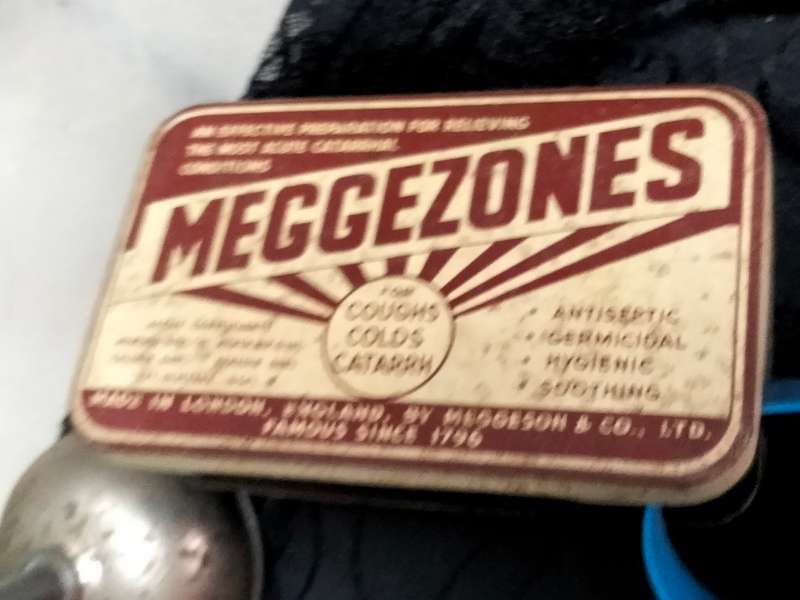 AN EFFECTIVE PREPARATION FOR RELIEVING
THE MOST ACUTE CATARRHAL
CONDITIONS
MEGGEZONES
FOR
COUGHS
COLDS
CATARRH
• ANTISEPTIC
• GERMICIDAL
• HYGIENIC
• SOOTHING
MADE IN LONDON, ENGLAND, BY MEGGESON & CO., LTD.
FAMOUS SINCE 1796